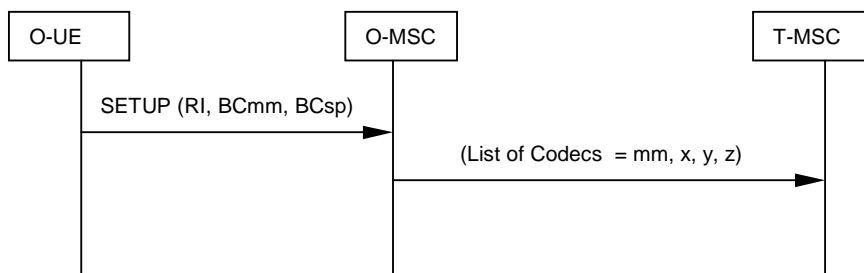 O-UE
O-MSC
T-MSC
SETUP (RI, BCmm, BCsp)
(List of Codecs = mm, x, y, z)